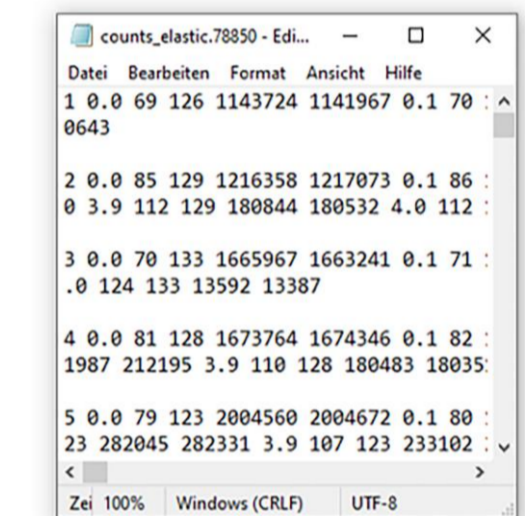 counts_elastic.78850 - Edi...
Datei Bearbeiten Format Ansicht Hilfe
1 0.0 69 126 1143724 1141967 0.1 70
0643
2 0.0 85 129 1216358 1217073 0.1 86
0 3.9 112 129 180844 180532 4.0 112
3 0.0 70 133 1665967 1663241 0.1 71
.0 124 133 13592 13387
4 0.0 81 128 1673764 1674346 0.1 82
1987 212195 3.9 110 128 180483 18035
5 0.0 79 123 2004560 2004672 0.1 80
23 282045 282331 3.9 107 123 233102
Zei 100% Windows (CRLF) UTF-8